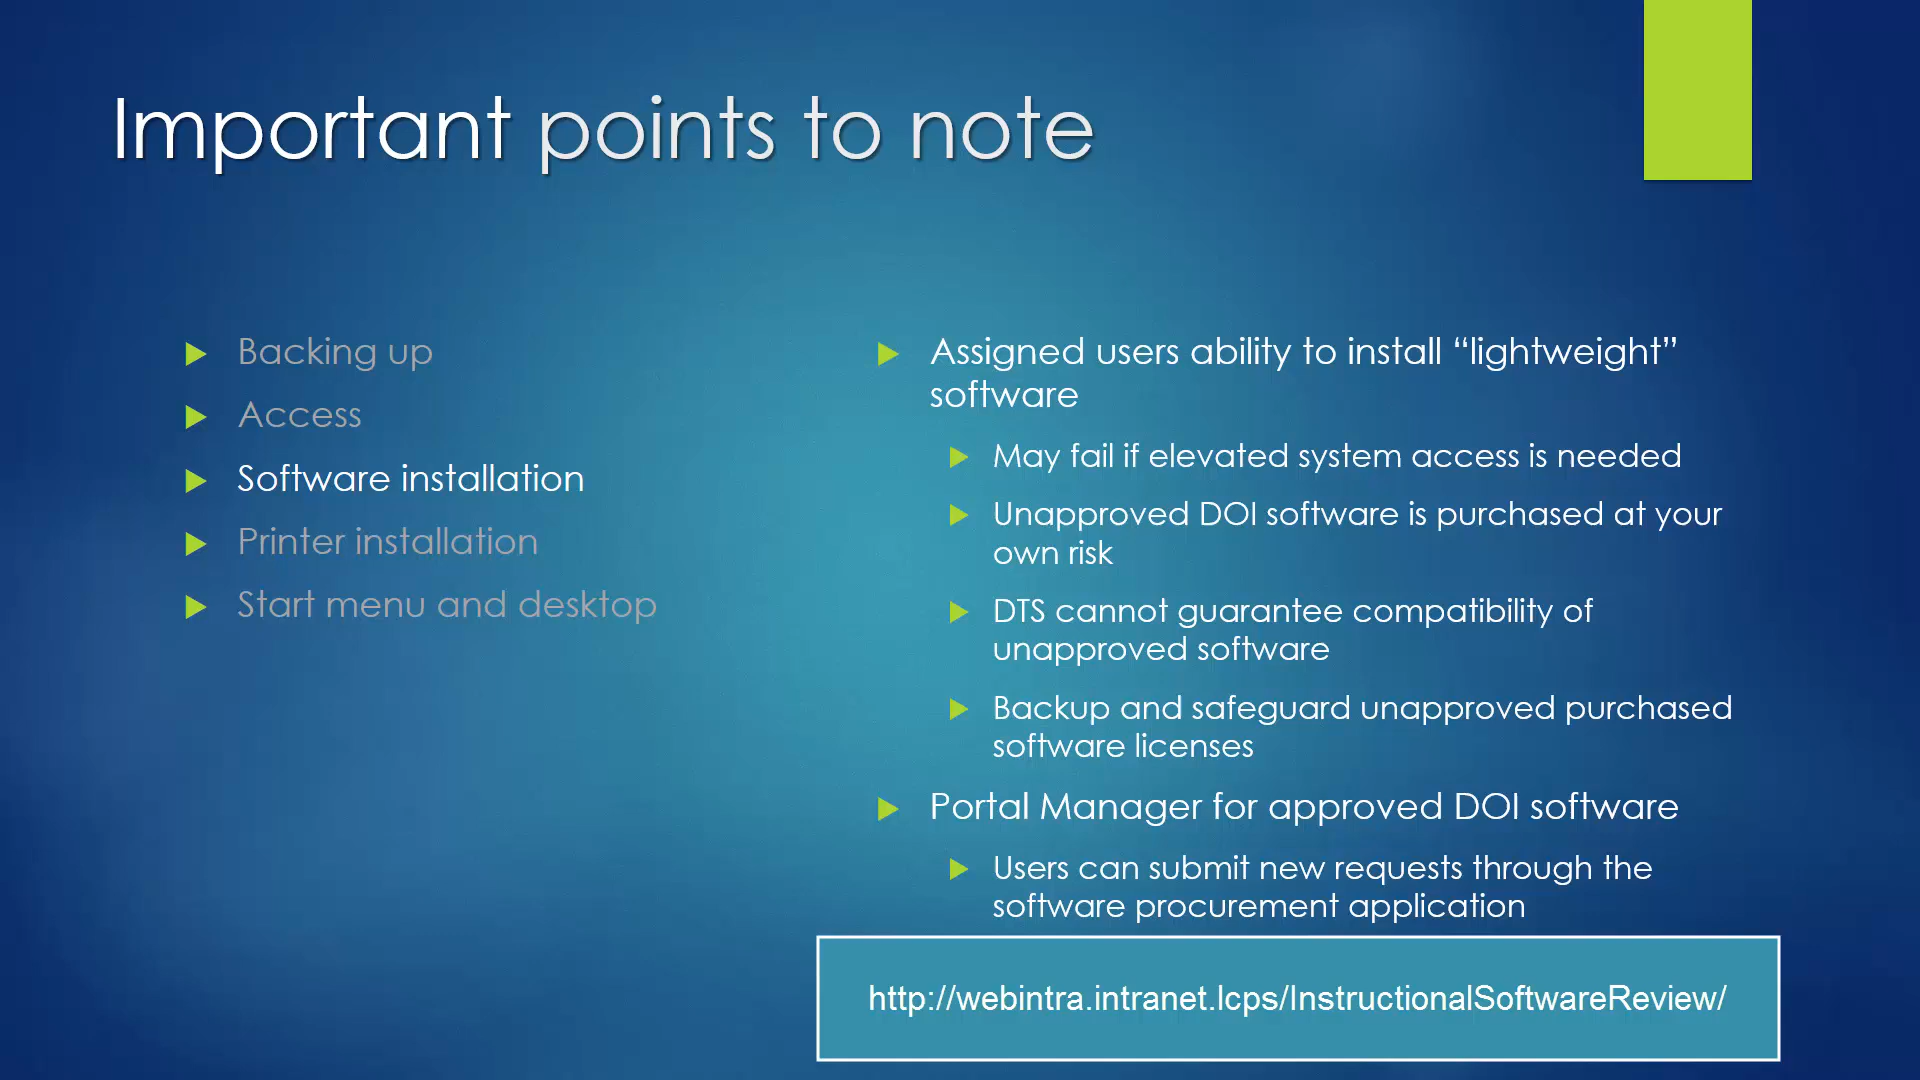 Important points to note
Backing up
Access
Software installation
Printer installation
Start menu and desktop
Assigned users ability to install “lightweight”
software
May fail if elevated system access is needed
Unapproved DOI software is purchased at your
own risk
DTS cannot guarantee compatibility of
unapproved software
Backup and safeguard unapproved purchased
software licenses
Portal Manager for approved DOI software
Users can submit new requests through the
software procurement application
http://webintra.intranet.lcps/InstructionalSoftwareReview/